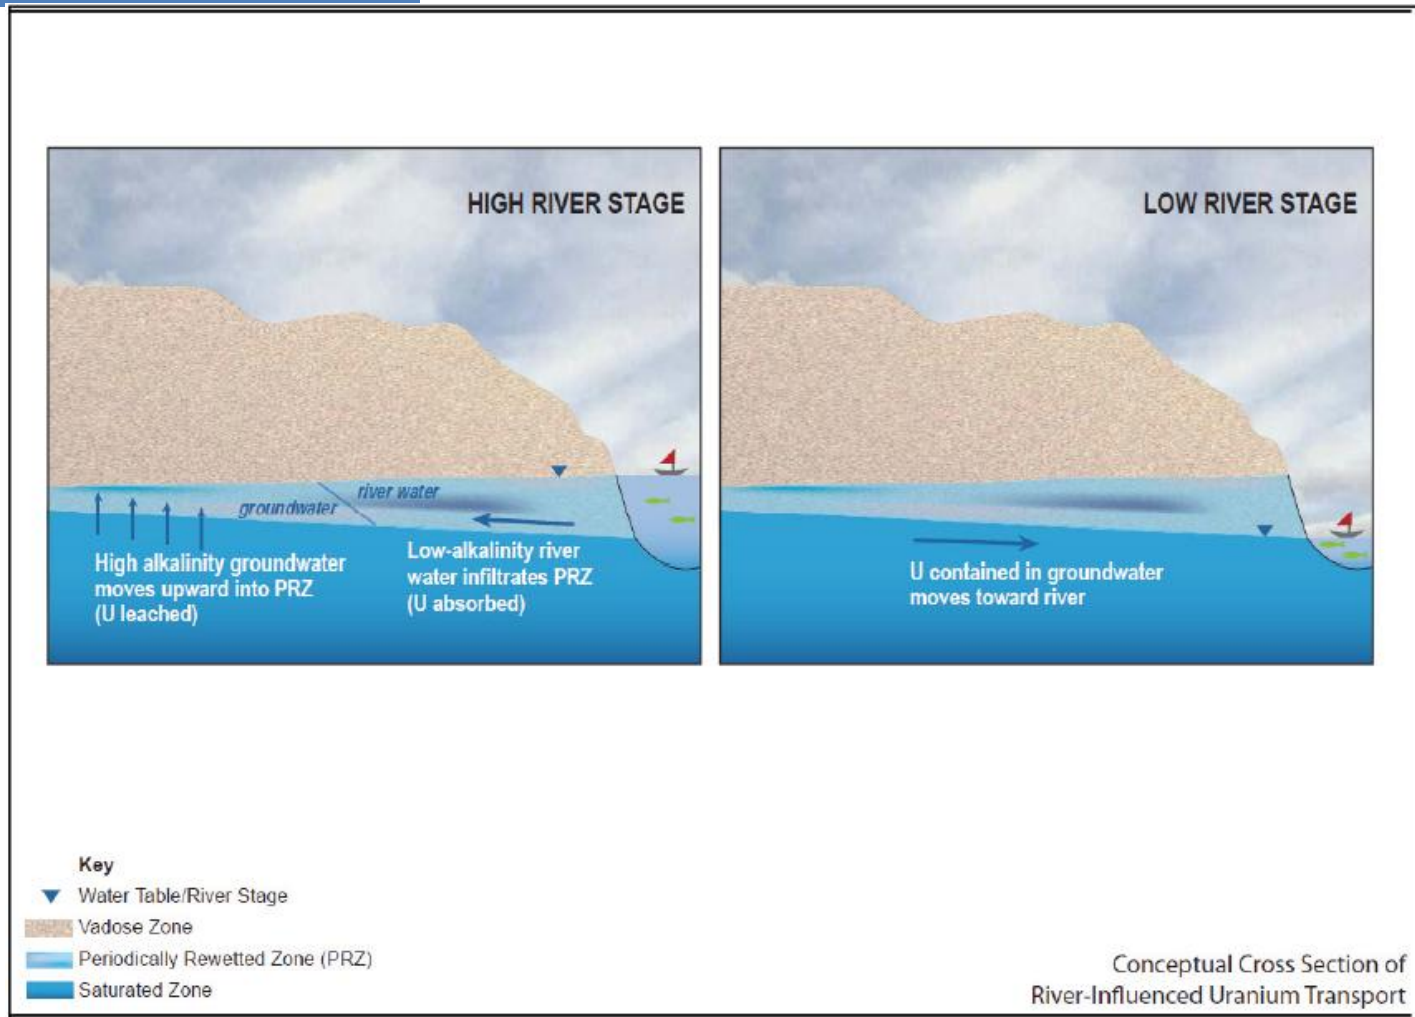 HIGH RIVER STAGE
river water
groundwater
High alkalinity groundwater
moves upward into PRZ
(U leached)
Low-alkalinity river
water infiltrates PRZ
(U absorbed)
LOW RIVER STAGE
U contained in groundwater
moves toward river
Key
Water Table/River Stage
Vadose Zone
Periodically Rewetted Zone (PRZ)
Saturated Zone
Conceptual Cross Section of
River-Influenced Uranium Transport